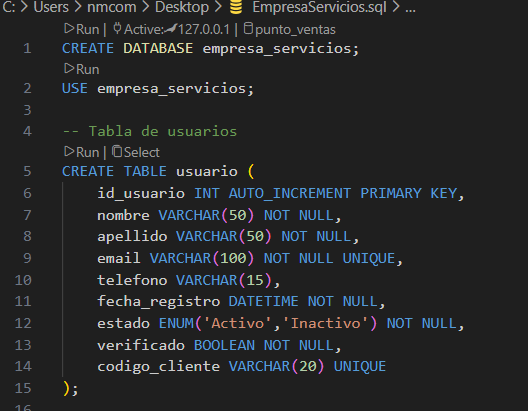 C: > Users > nmcom > Desktop > EmpresaServicios.sql > ...
Run | Active: 127.0.0.1 | punto_ventas
1 CREATE DATABASE empresa_servicios;
Run
2 USE empresa_servicios;
3
4 -- Tabla de usuarios
Run | Select
5 CREATE TABLE usuario (
6 id_usuario INT AUTO_INCREMENT PRIMARY KEY,
7 nombre VARCHAR(50) NOT NULL,
8 apellido VARCHAR(50) NOT NULL,
9 email VARCHAR(100) NOT NULL UNIQUE,
10 telefono VARCHAR(15),
11 fecha_registro DATETIME NOT NULL,
12 estado ENUM('Activo','Inactivo') NOT NULL,
13 verificado BOOLEAN NOT NULL,
14 codigo_cliente VARCHAR(20) UNIQUE
15 );
16